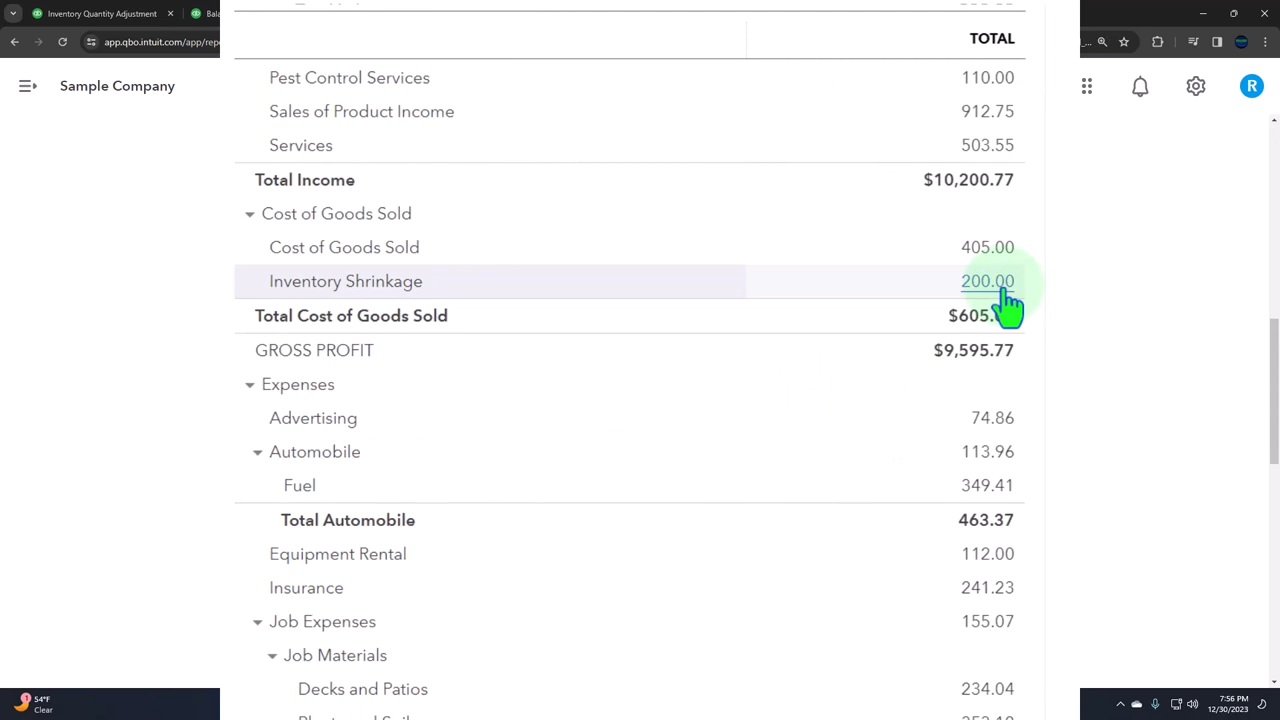 Inventory Quantity Adjustment
app.qbo.intuit.com/app/repo
Sample Company
R
TOTAL
Pest Control Services 110.00
Sales of Product Income 912.75
Services 503.55
Total Income $10,200.77
Cost of Goods Sold
Cost of Goods Sold 405.00
Inventory Shrinkage 200.00
Total Cost of Goods Sold $605.
GROSS PROFIT $9,595.77
Expenses
Advertising 74.86
Automobile 113.96
Fuel 349.41
Total Automobile 463.37
Equipment Rental 112.00
Insurance 241.23
Job Expenses 155.07
Job Materials
Decks and Patios 234.04
1
54°F
Clear
7:56 PM
12/30/2023